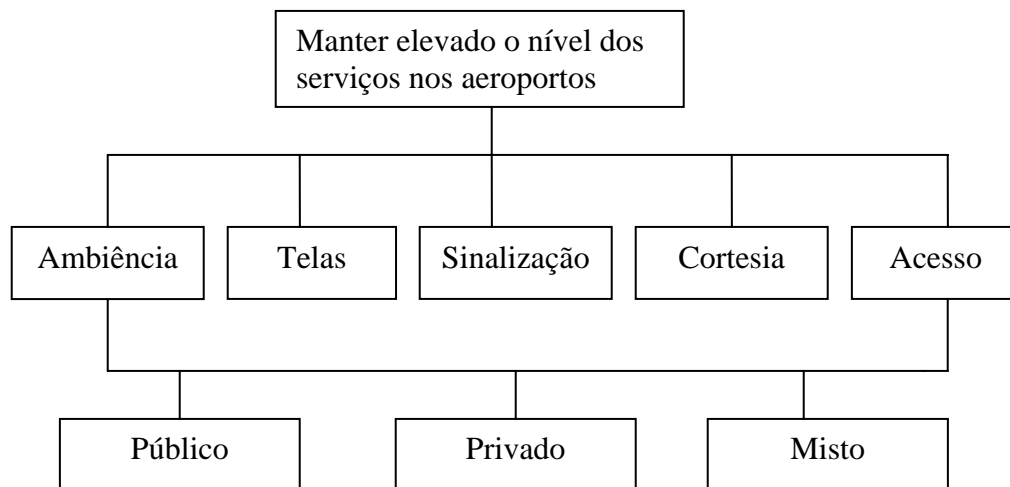 Manter elevado o nível dos
serviços nos aeroportos
Ambiência
Telas
Sinalização
Cortesia
Acesso
Público
Privado
Misto